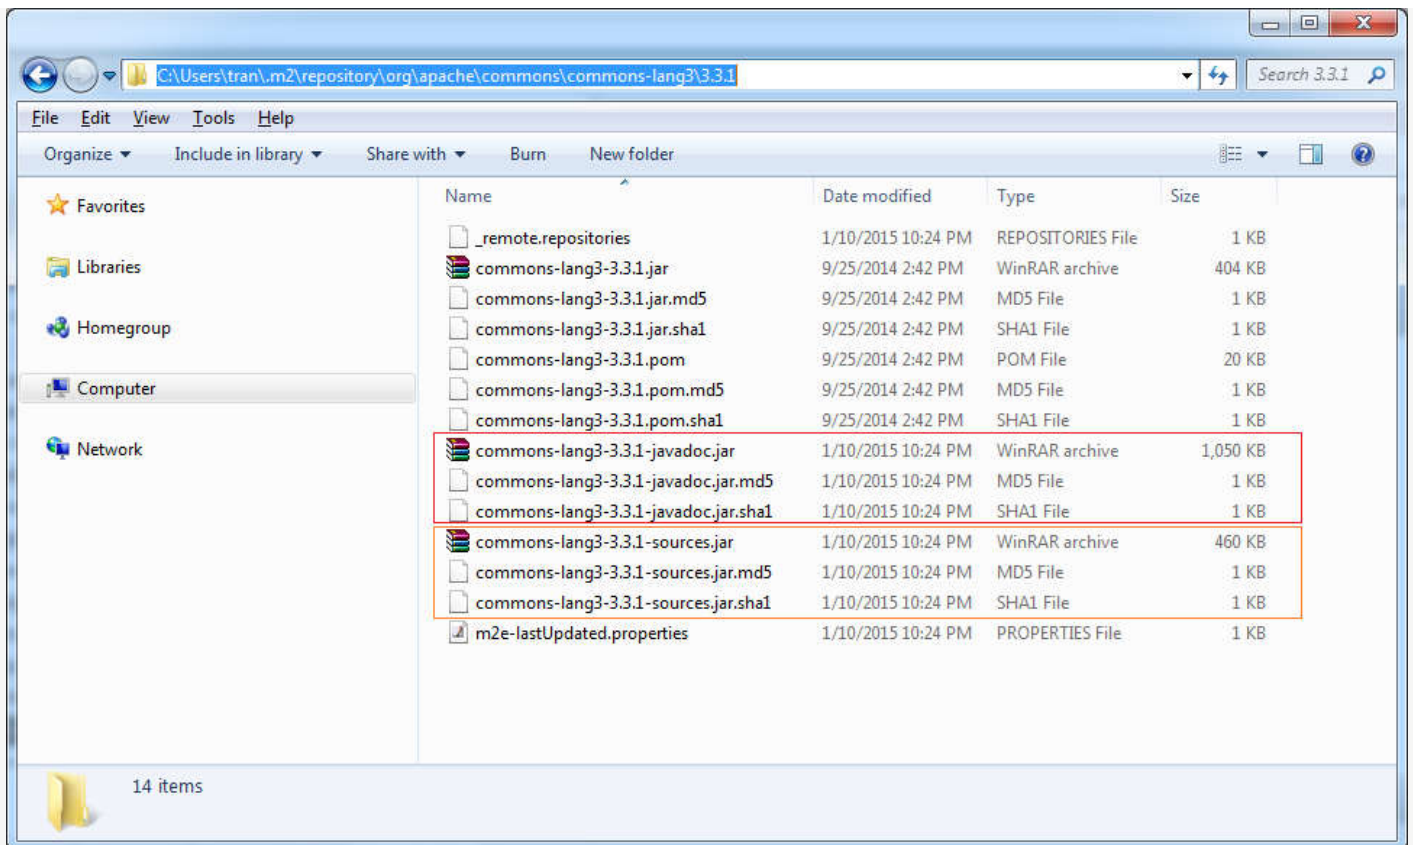 C:\Users\tran\.m2\repository\org\apache\commons\commons-lang3\3.3.1 Search 3.3.1
File Edit View Tools Help
Organize Include in library Share with Burn New folder
Favorites
Libraries
Homegroup
Computer
Network
Name Date modified Type Size
_remote.repositories 1/10/2015 10:24 PM REPOSITORIES File 1 KB
commons-lang3-3.3.1.jar 9/25/2014 2:42 PM WinRAR archive 404 KB
commons-lang3-3.3.1.jar.md5 9/25/2014 2:42 PM MD5 File 1 KB
commons-lang3-3.3.1.jar.sha1 9/25/2014 2:42 PM SHA1 File 1 KB
commons-lang3-3.3.1.pom 9/25/2014 2:42 PM POM File 20 KB
commons-lang3-3.3.1.pom.md5 9/25/2014 2:42 PM MD5 File 1 KB
commons-lang3-3.3.1.pom.sha1 9/25/2014 2:42 PM SHA1 File 1 KB
commons-lang3-3.3.1-javadoc.jar 1/10/2015 10:24 PM WinRAR archive 1,050 KB
commons-lang3-3.3.1-javadoc.jar.md5 1/10/2015 10:24 PM MD5 File 1 KB
commons-lang3-3.3.1-javadoc.jar.sha1 1/10/2015 10:24 PM SHA1 File 1 KB
commons-lang3-3.3.1-sources.jar 1/10/2015 10:24 PM WinRAR archive 460 KB
commons-lang3-3.3.1-sources.jar.md5 1/10/2015 10:24 PM MD5 File 1 KB
commons-lang3-3.3.1-sources.jar.sha1 1/10/2015 10:24 PM SHA1 File 1 KB
m2e-lastUpdated.properties 1/10/2015 10:24 PM PROPERTIES File 1 KB
14 items